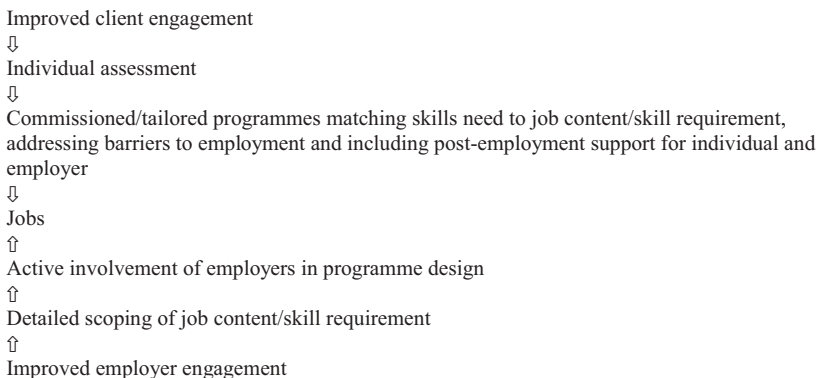 Improved client engagement
⇩
Individual assessment
⇩
Commissioned/tailored programmes matching skills need to job content/skill requirement,
addressing barriers to employment and including post-employment support for individual and
employer
⇩
Jobs
⇧
Active involvement of employers in programme design
⇧
Detailed scoping of job content/skill requirement
⇧
Improved employer engagement